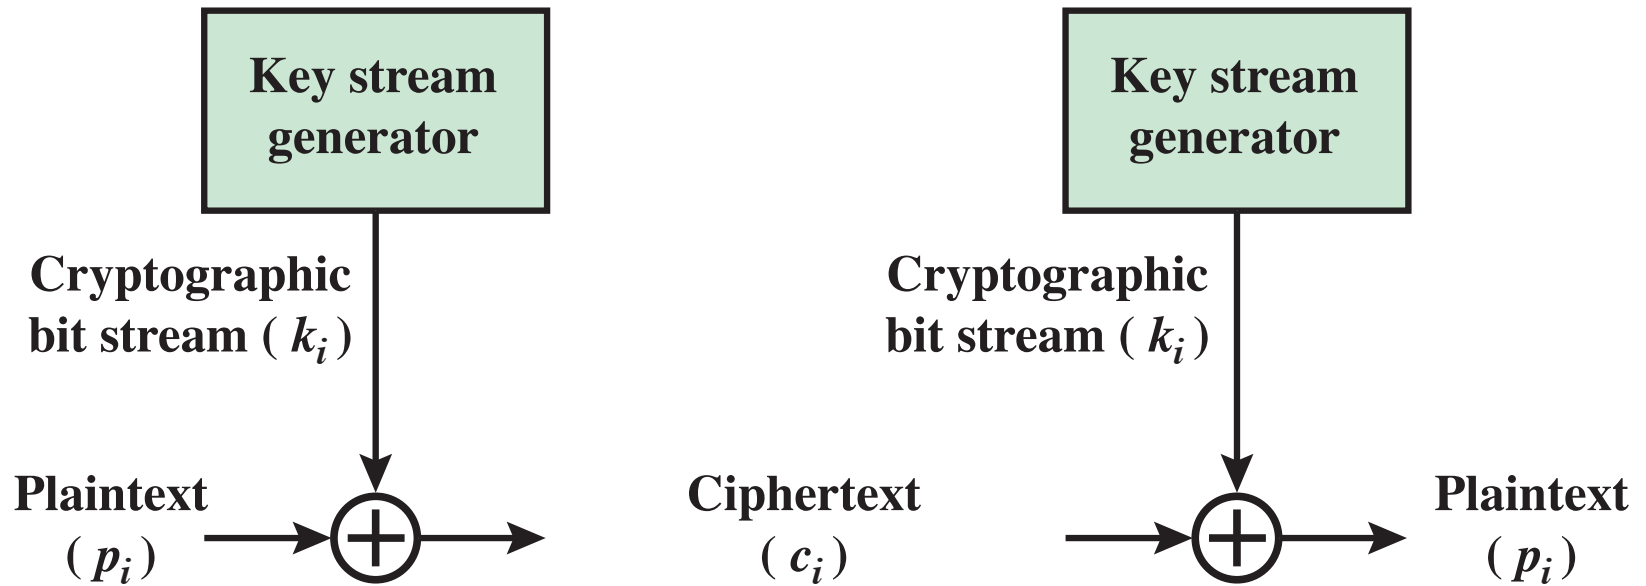 Key stream
generator
Key stream
generator
Cryptographic
bit stream ( kᵢ )
Cryptographic
bit stream ( kᵢ )
Plaintext
( pᵢ )
Ciphertext
( cᵢ )
Plaintext
( pᵢ )